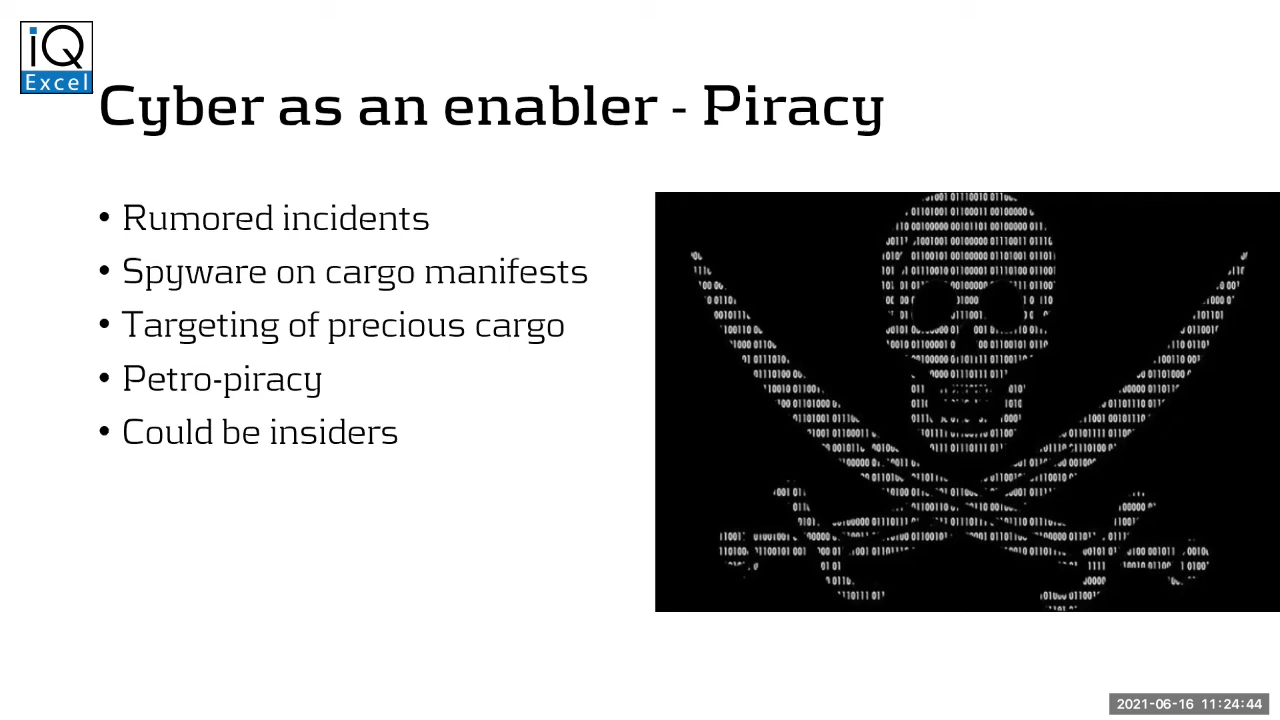 iQ
Excel
Cyber as an enabler - Piracy
• Rumored incidents
• Spyware on cargo manifests
• Targeting of precious cargo
• Petro-piracy
• Could be insiders
2021-06-16 11:24:44